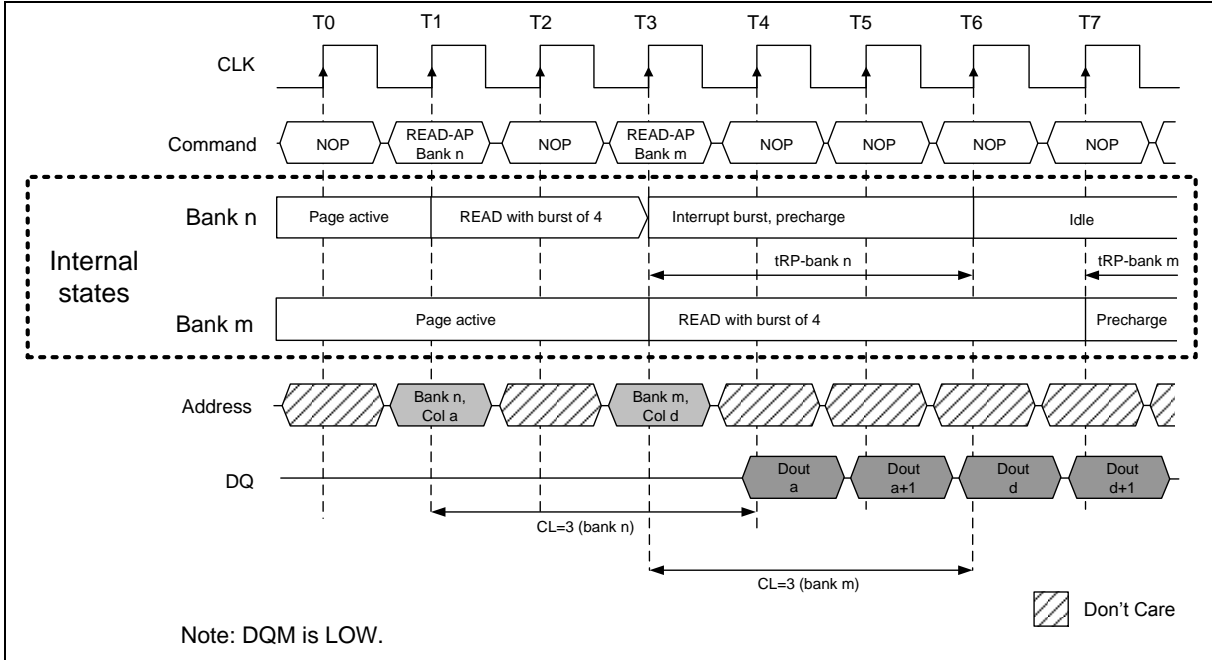 T0 T1 T2 T3 T4 T5 T6 T7
CLK
Command NOP READ-AP Bank n NOP READ-AP Bank m NOP NOP NOP NOP
Bank n Page active READ with burst of 4 Interrupt burst, precharge Idle
Internal states
tRP-bank n tRP-bank m
Bank m Page active READ with burst of 4 Precharge
Address Bank n, Col a Bank m, Col d
DQ Dout a Dout a+1 Dout d Dout d+1
CL=3 (bank n)
CL=3 (bank m)
Don't Care
Note: DQM is LOW.